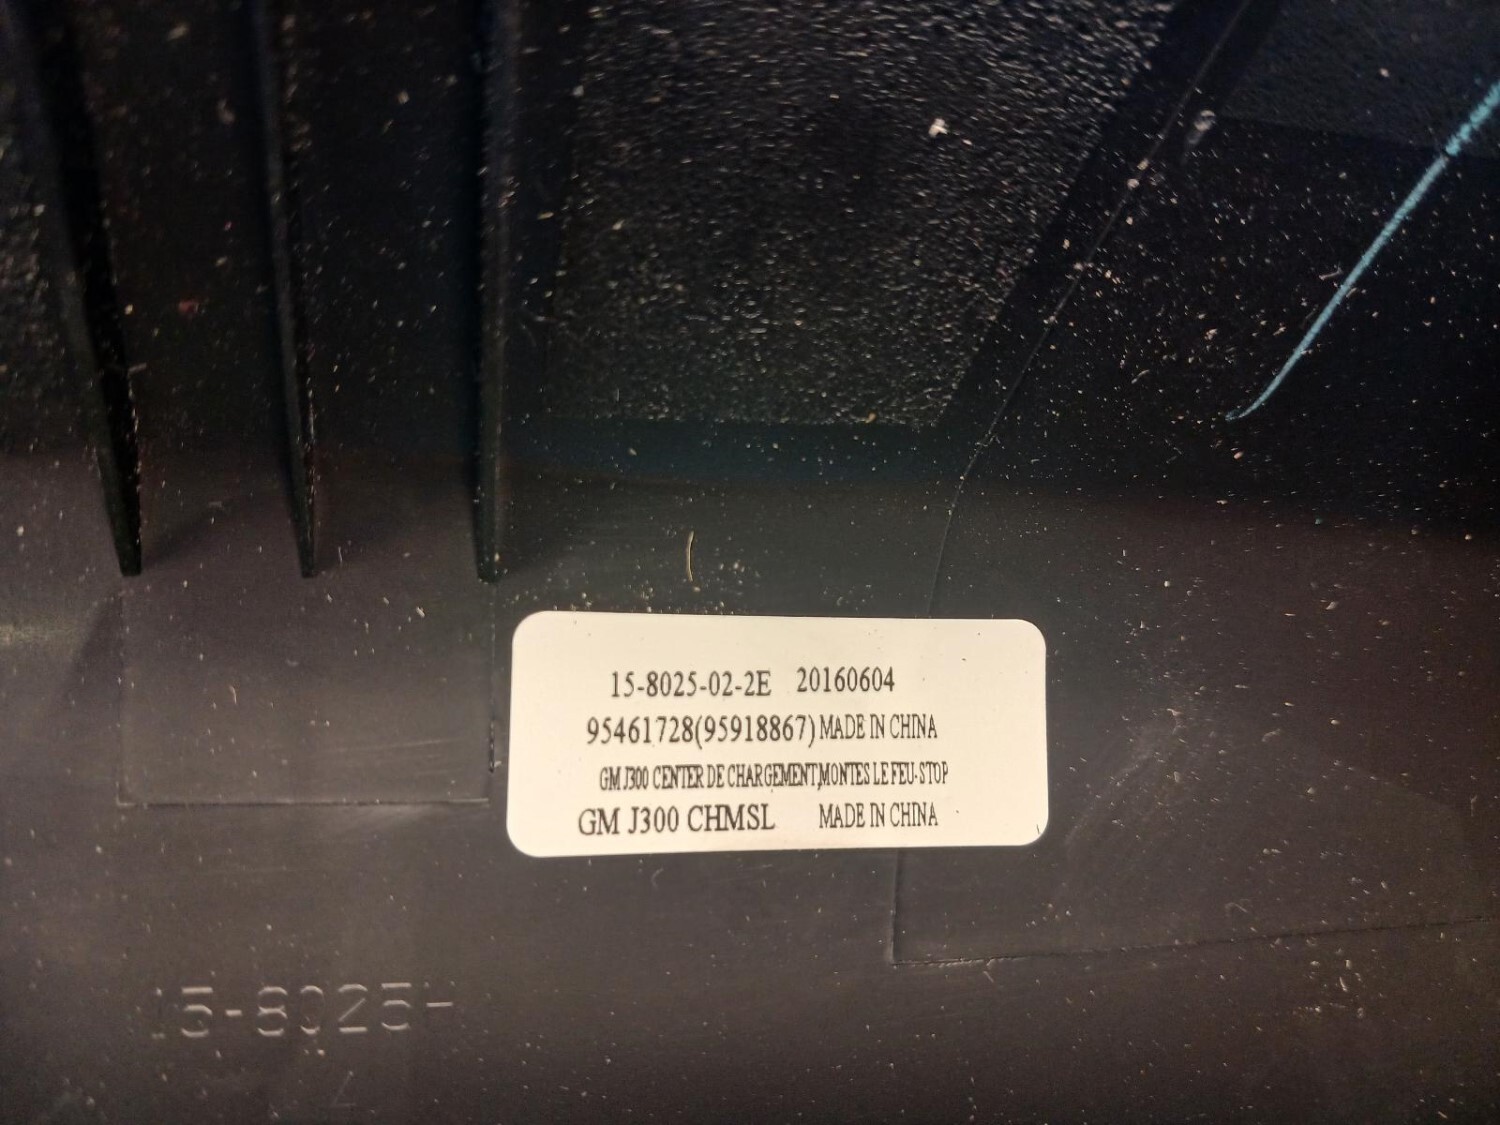 15-8025-02-2E 20160604
95461728(95918867) MADE IN CHINA
GM J300 CENTER DE CHARGEMENT,MONTES LE FEU-STOP
GM J300 CHMSL MADE IN CHINA
15-8025H